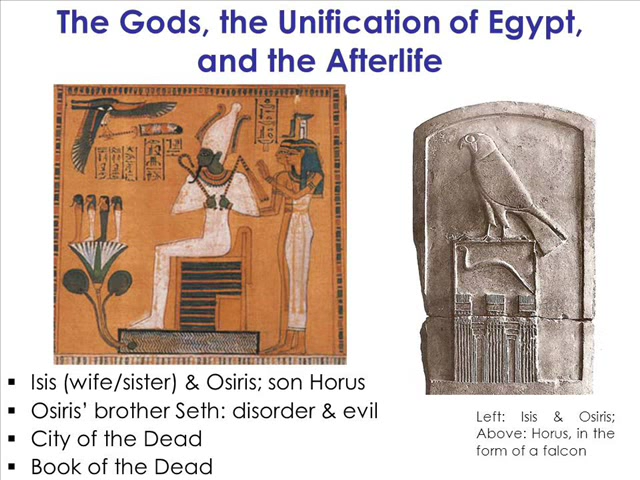 The Gods, the Unification of Egypt,
and the Afterlife
▪ Isis (wife/sister) & Osiris; son Horus
▪ Osiris’ brother Seth: disorder & evil
▪ City of the Dead
▪ Book of the Dead
Left: Isis & Osiris;
Above: Horus, in the
form of a falcon